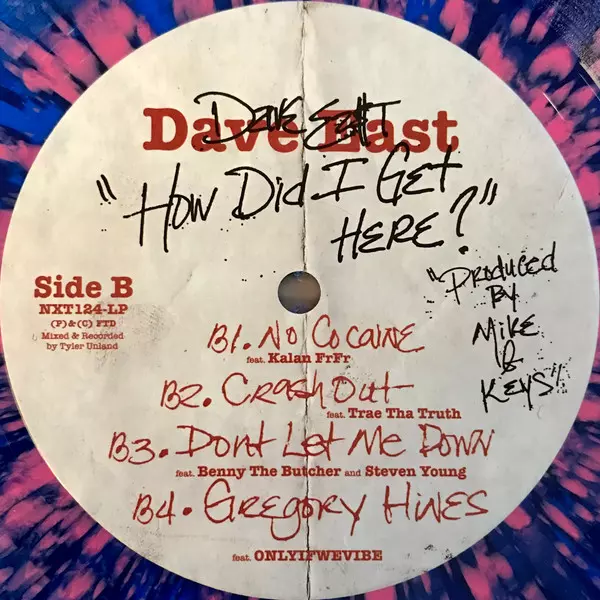 Dave East
DAVE EA$T
"HOW DID I GET
HERE?"
Side B
NXT124-LP
(P)&(C) FTD
Mixed & Recorded
by Tyler Unland
"PRODUCED
BY
MIKE
&
KEYS"
B1. NO COCAINE
feat. Kalan FrFr
B2. CRASH OUT
feat. Trae Tha Truth
B3. DONT LET ME DOWN
feat. Benny The Butcher and Steven Young
B4. GREGORY HINES
feat. ONLYIFWEVIBE